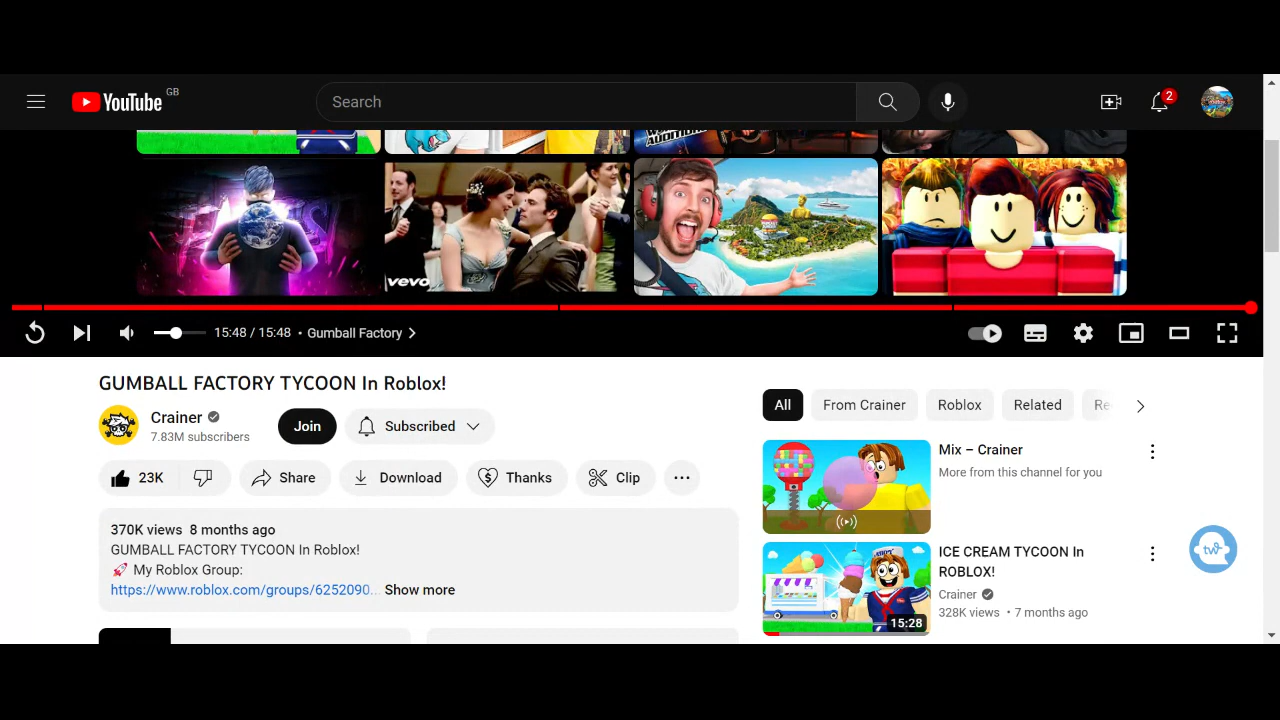 YouTube GB
Search
2
AUDITION
vevo
15:48 / 15:48 • Gumball Factory
GUMBALL FACTORY TYCOON In Roblox!
Crainer
7.83M subscribers
Join
Subscribed
23K
Share
Download
Thanks
Clip
370K views 8 months ago
GUMBALL FACTORY TYCOON In Roblox!
🚀 My Roblox Group:
https://www.roblox.com/groups/6252090... Show more
All
From Crainer
Roblox
Related
Mix – Crainer
More from this channel for you
ICE CREAM TYCOON In
ROBLOX!
Crainer
328K views • 7 months ago
15:28
tw